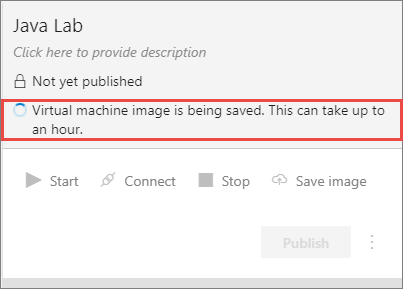 Java Lab
Click here to provide description
Not yet published
Virtual machine image is being saved. This can take up to
an hour.
Start Connect Stop Save image
Publish